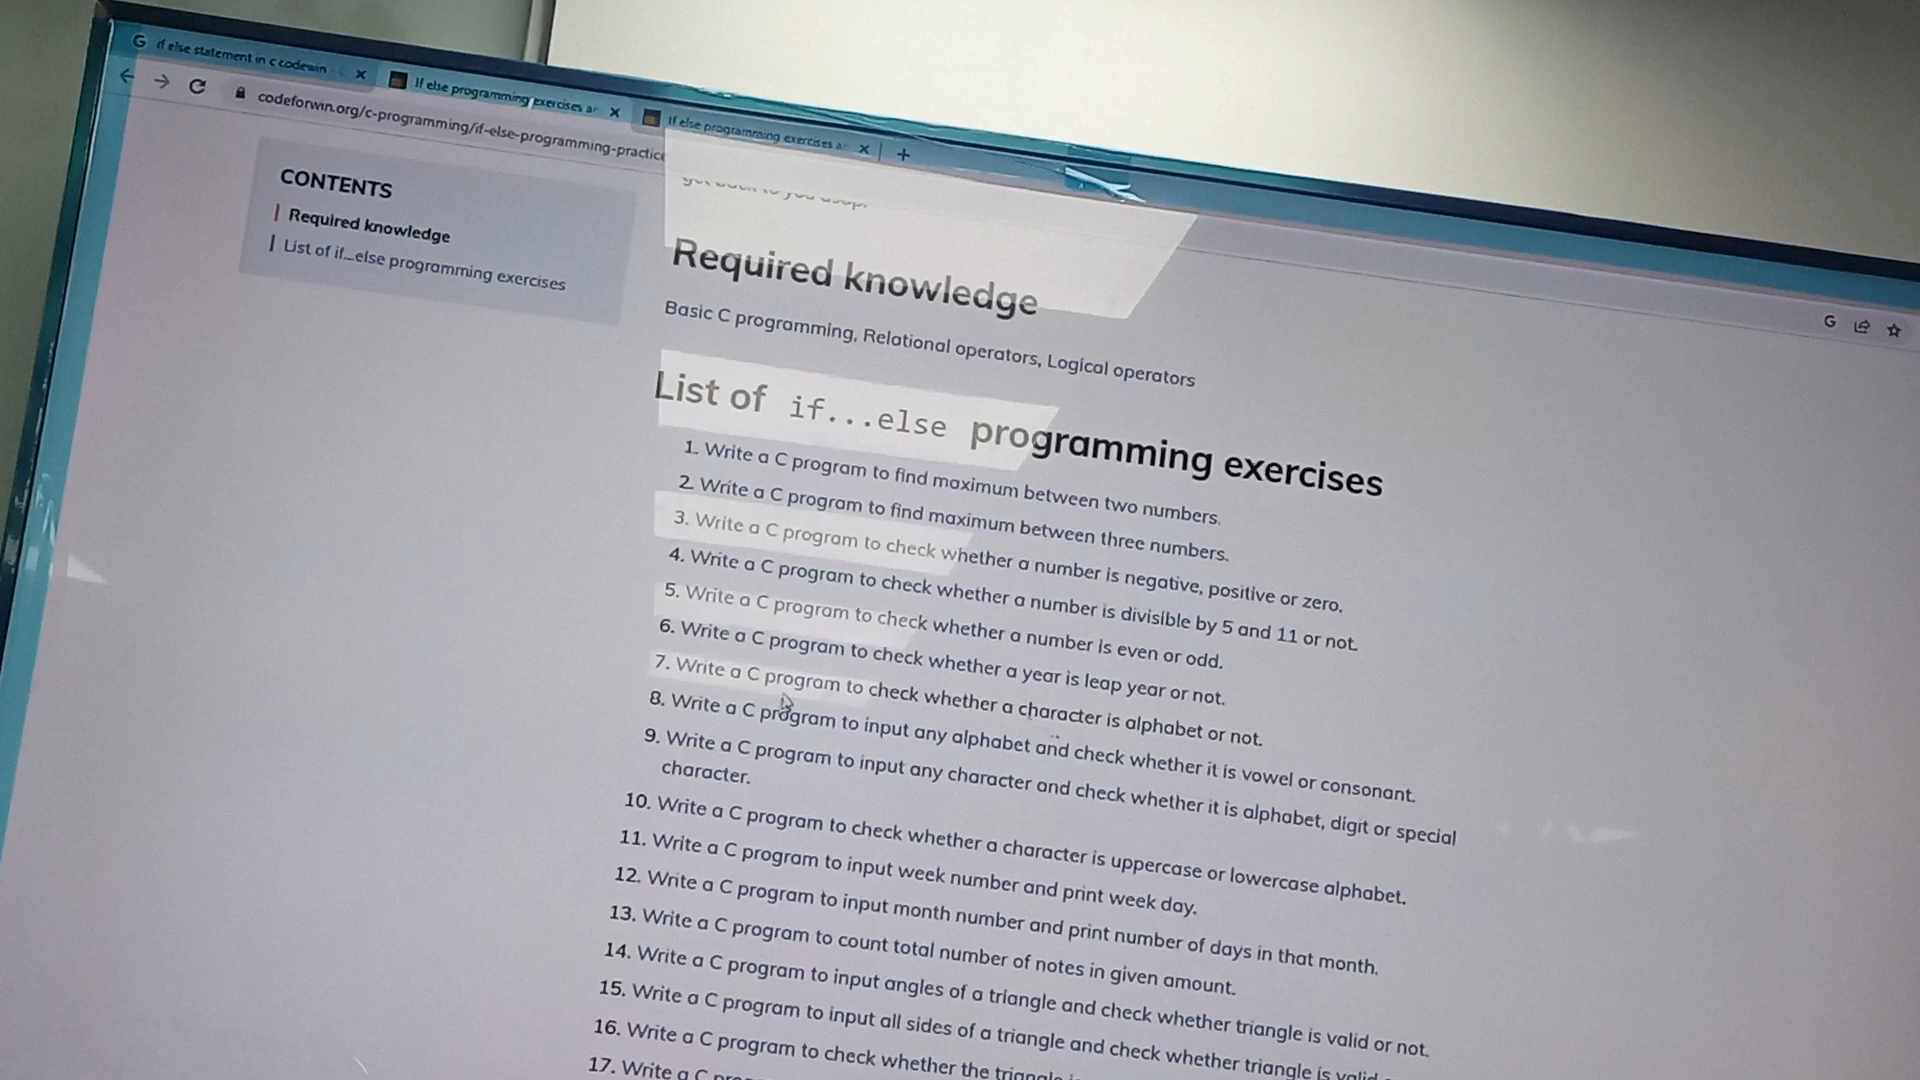 if else statement in c codewin
If else programming exercises a
If else programming exercises a
codeforwin.org/c-programming/if-else-programming-practice
CONTENTS
Required knowledge
List of if...else programming exercises
Required knowledge
Basic C programming, Relational operators, Logical operators
List of if...else programming exercises
1. Write a C program to find maximum between two numbers.
2. Write a C program to find maximum between three numbers.
3. Write a C program to check whether a number is negative, positive or zero.
4. Write a C program to check whether a number is divisible by 5 and 11 or not.
5. Write a C program to check whether a number is even or odd.
6. Write a C program to check whether a year is leap year or not.
7. Write a C program to check whether a character is alphabet or not.
8. Write a C program to input any alphabet and check whether it is vowel or consonant.
9. Write a C program to input any character and check whether it is alphabet, digit or special
character.
10. Write a C program to check whether a character is uppercase or lowercase alphabet.
11. Write a C program to input week number and print week day.
12. Write a C program to input month number and print number of days in that month.
13. Write a C program to count total number of notes in given amount.
14. Write a C program to input angles of a triangle and check whether triangle is valid or not.
15. Write a C program to input all sides of a triangle and check whether triangle is valid
16. Write a C program to check whether the triangle
17. Write a C